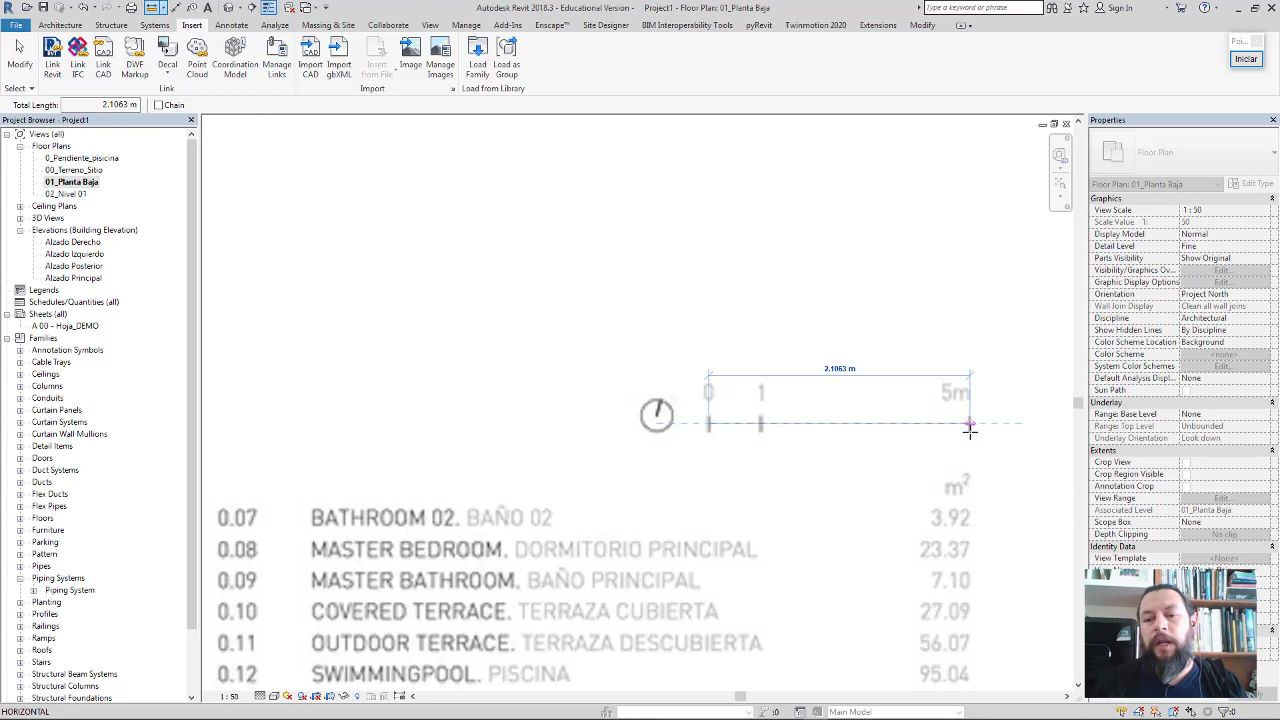 Autodesk Revit 2023.1 - Educational Version - Project1 - Floor Plan: 01_Planta Baja
Type a keyword or phrase
Sign In
File Architecture Structure Systems Insert Annotate Analyze Massing & Site Collaborate View Manage Add-Ins Enscape™ Site Designer BIM Interoperability Tools pyRevit Twinmotion 2020 Extensions Modify
Poi...
Iniciar
Modify
Link Revit
Link IFC
Link CAD
DWF Markup
Decal
Point Cloud
Coordination Model
Manage Links
Import CAD
Import gbXML
Insert from File
Image
Manage Images
Load Family
Load as Group
Select
Link
Import
Load from Library
Total Length: 2.1063 m Chain
Project Browser - Project1
Views (all)
Floor Plans
0_Pendiente_pisicina
00_Terreno_Sitio
01_Planta Baja
02_Nivel 01
Ceiling Plans
3D Views
Elevations (Building Elevation)
Alzado Derecho
Alzado Izquierdo
Alzado Posterior
Alzado Principal
Legends
Schedules/Quantities (all)
Sheets (all)
A 00 - Hoja_DEMO
Families
Annotation Symbols
Cable Trays
Ceilings
Columns
Conduits
Curtain Panels
Curtain Systems
Curtain Wall Mullions
Detail Items
Doors
Duct Systems
Ducts
Flex Ducts
Flex Pipes
Floors
Furniture
Parking
Pattern
Pipes
Piping Systems
Piping System
Planting
Profiles
Railings
Ramps
Roofs
Stairs
Structural Beam Systems
Structural Columns
Structural Foundations
2.1063 m
0 1 5m
m²
0.07 BATHROOM 02. BAÑO 02 3.92
0.08 MASTER BEDROOM. DORMITORIO PRINCIPAL 23.37
0.09 MASTER BATHROOM. BAÑO PRINCIPAL 7.10
0.10 COVERED TERRACE. TERRAZA CUBIERTA 27.09
0.11 OUTDOOR TERRACE. TERRAZA DESCUBIERTA 56.07
0.12 SWIMMINGPOOL. PISCINA 95.04
Properties
Floor Plan
Floor Plan: 01_Planta Baja Edit Type
Graphics
View Scale 1 : 50
Scale Value 1: 50
Display Model Normal
Detail Level Fine
Parts Visibility Show Original
Visibility/Graphics Ov... Edit...
Graphic Display Options Edit...
Orientation Project North
Wall Join Display Clean all wall joins
Discipline Architectural
Show Hidden Lines By Discipline
Color Scheme Location Background
Color Scheme <none>
System Color Schemes Edit...
Default Analysis Displ... None
Sun Path
Underlay
Range: Base Level None
Range: Top Level Unbounded
Underlay Orientation Look down
Extents
Crop View
Crop Region Visible
Annotation Crop
View Range Edit...
Associated Level 01_Planta Baja
Scope Box None
Depth Clipping No clip
Identity Data
View Template <None>
1 : 50
HORIZONTAL
:0
Main Model
:0